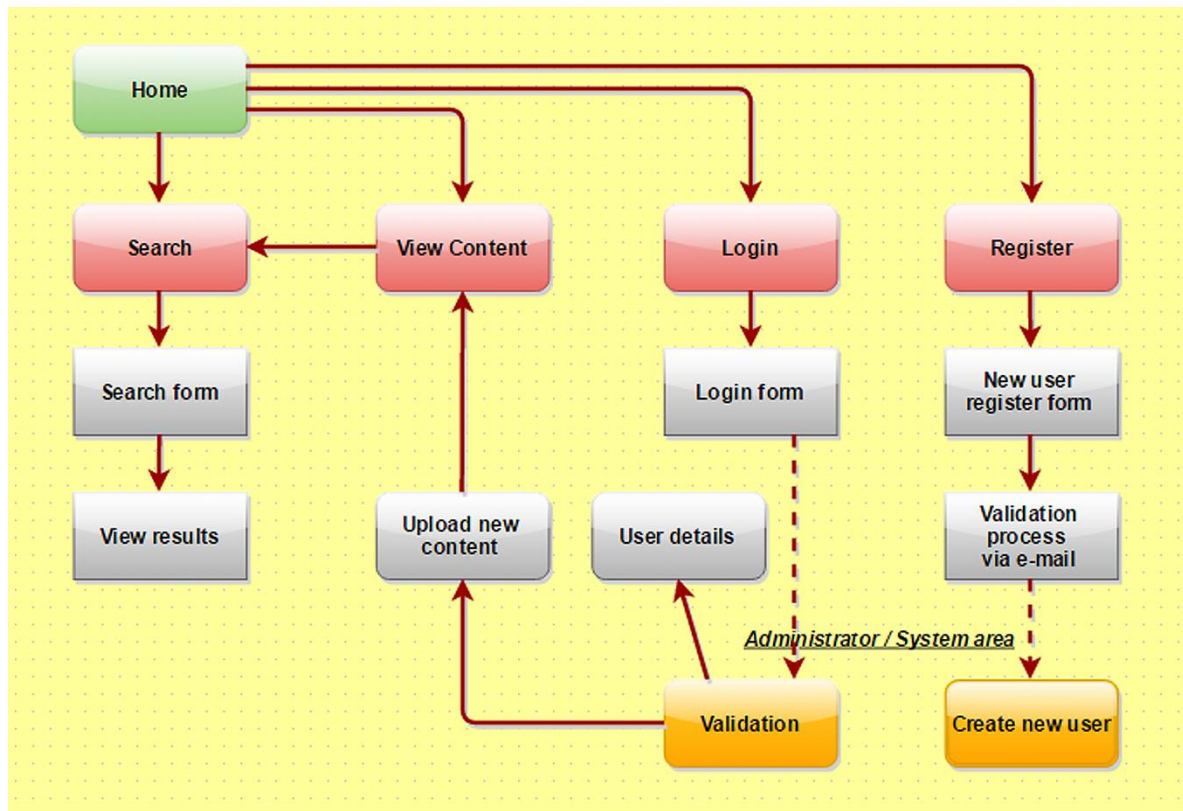 Home
Search
View Content
Login
Register
Search form
Login form
New user
register form
View results
Upload new
content
User details
Validation
process
via e-mail
Administrator / System area
Validation
Create new user